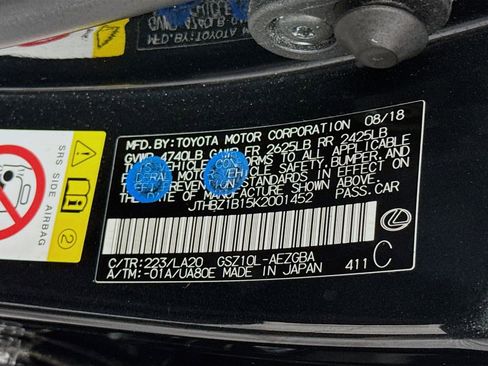 MFD. BY: TOYOTA MOTOR CORPORATION 08/18
GVWR 4740LB GAWR FR 2625LB RR 2425LB
THIS VEHICLE CONFORMS TO ALL APPLICABLE
FEDERAL MOTOR VEHICLE SAFETY, BUMPER, AND
THEFT PREVENTION STANDARDS IN EFFECT ON
THE DATE OF MANUFACTURE SHOWN ABOVE.
JTHBZ1B15K2001452 PASS. CAR
C/TR: 223/LA20 GSZ10L-AEZGBA
A/TM: -01A/UA80E MADE IN JAPAN 411 C
SRS SIDE AIRBAG